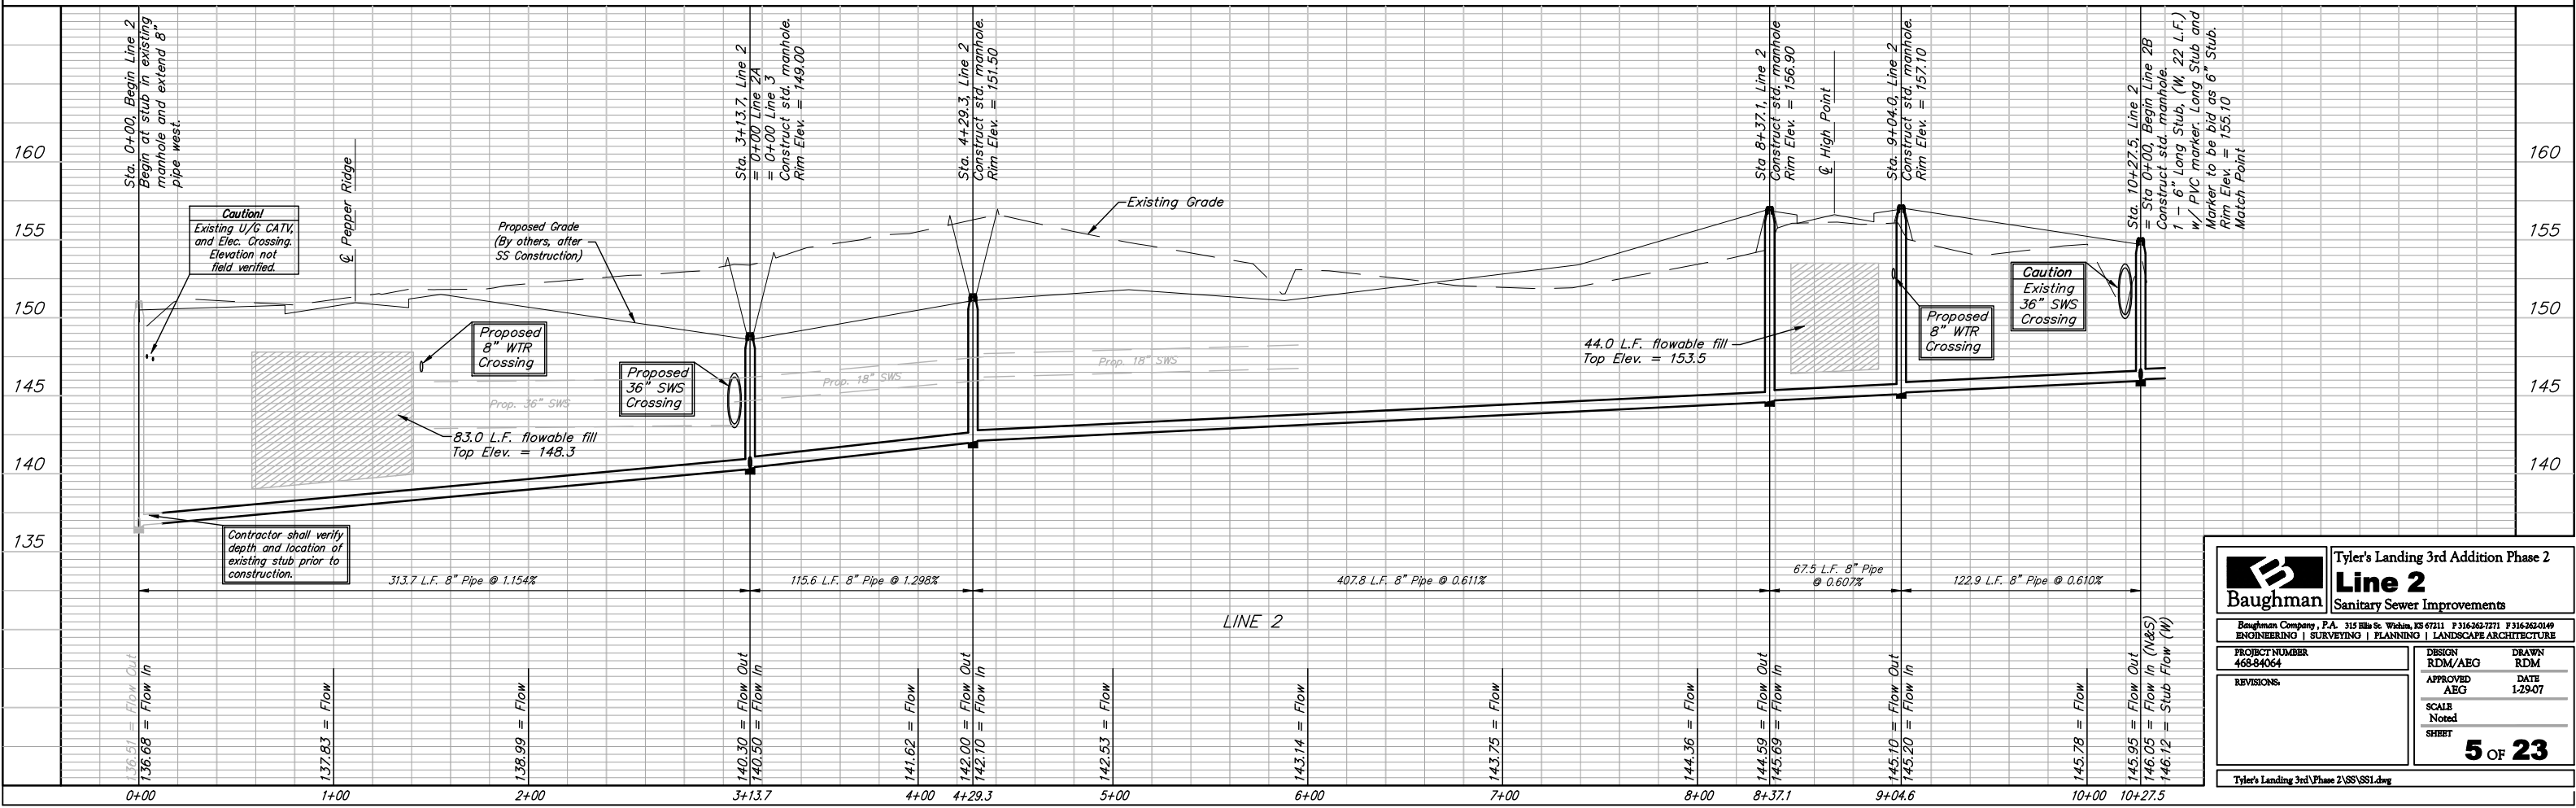 Sta. 0+00, Begin Line 2
Begin at stub in existing
manhole and extend 8"
pipe west.
Sta. 3+13.7, Line 2
= 0+00 Line 2A
= 0+00 Line 3
Construct std. manhole.
Rim Elev. = 149.00
Sta. 4+29.3, Line 2
Construct std. manhole.
Rim Elev. = 151.50
Sta 8+37.1, Line 2
Construct std. manhole
Rim Elev. = 156.90
℄ High Point
Sta. 9+04.0, Line 2
Construct std. manhole.
Rim Elev. = 157.10
Sta. 10+27.5, Line 2
= Sta 0+00, Begin Line 2B
Construct std. manhole.
1 - 6" Long Stub, (W, 22 L.F.)
w/ PVC marker. Long Stub and
Marker to be bid as 6" Stub.
Rim Elev. = 155.10
Match Point
160
155
150
145
140
135
160
155
150
145
140
℄ Pepper Ridge
Caution!
Existing U/G CATV,
and Elec. Crossing.
Elevation not
field verified.
Proposed Grade
(By others, after
SS Construction)
Existing Grade
Proposed
8" WTR
Crossing
Proposed
36" SWS
Crossing
Prop. 36" SWS
Prop. 18" SWS
Prop. 18" SWS
83.0 L.F. flowable fill
Top Elev. = 148.3
44.0 L.F. flowable fill
Top Elev. = 153.5
Proposed
8" WTR
Crossing
Caution
Existing
36" SWS
Crossing
Contractor shall verify
depth and location of
existing stub prior to
construction.
313.7 L.F. 8" Pipe @ 1.154%
115.6 L.F. 8" Pipe @ 1.298%
407.8 L.F. 8" Pipe @ 0.611%
67.5 L.F. 8" Pipe
@ 0.607%
122.9 L.F. 8" Pipe @ 0.610%
LINE 2
136.51 = Flow Out
136.68 = Flow In
137.83 = Flow
138.99 = Flow
140.30 = Flow Out
140.50 = Flow In
141.62 = Flow
142.00 = Flow Out
142.10 = Flow In
142.53 = Flow
143.14 = Flow
143.75 = Flow
144.36 = Flow
144.59 = Flow Out
145.69 = Flow In
145.10 = Flow Out
145.20 = Flow In
145.78 = Flow
145.95 = Flow Out
146.05 = Flow In (N&S)
146.12 = Stub Flow (W)
0+00
1+00
2+00
3+13.7
4+00
4+29.3
5+00
6+00
7+00
8+00
8+37.1
9+04.6
10+00
10+27.5
Baughman
Tyler's Landing 3rd Addition Phase 2
Line 2
Sanitary Sewer Improvements
Baughman Company, P.A. 315 Ellis St. Wichita, KS 67211 P 316-262-7271 F 316-262-0149
ENGINEERING | SURVEYING | PLANNING | LANDSCAPE ARCHITECTURE
PROJECT NUMBER
468-84064
REVISIONS:
DESIGN
RDM/AEG
DRAWN
RDM
APPROVED
AEG
DATE
1-29-07
SCALE
Noted
SHEET
5 OF 23
Tyler's Landing 3rd\Phase 2\SS\SS1.dwg